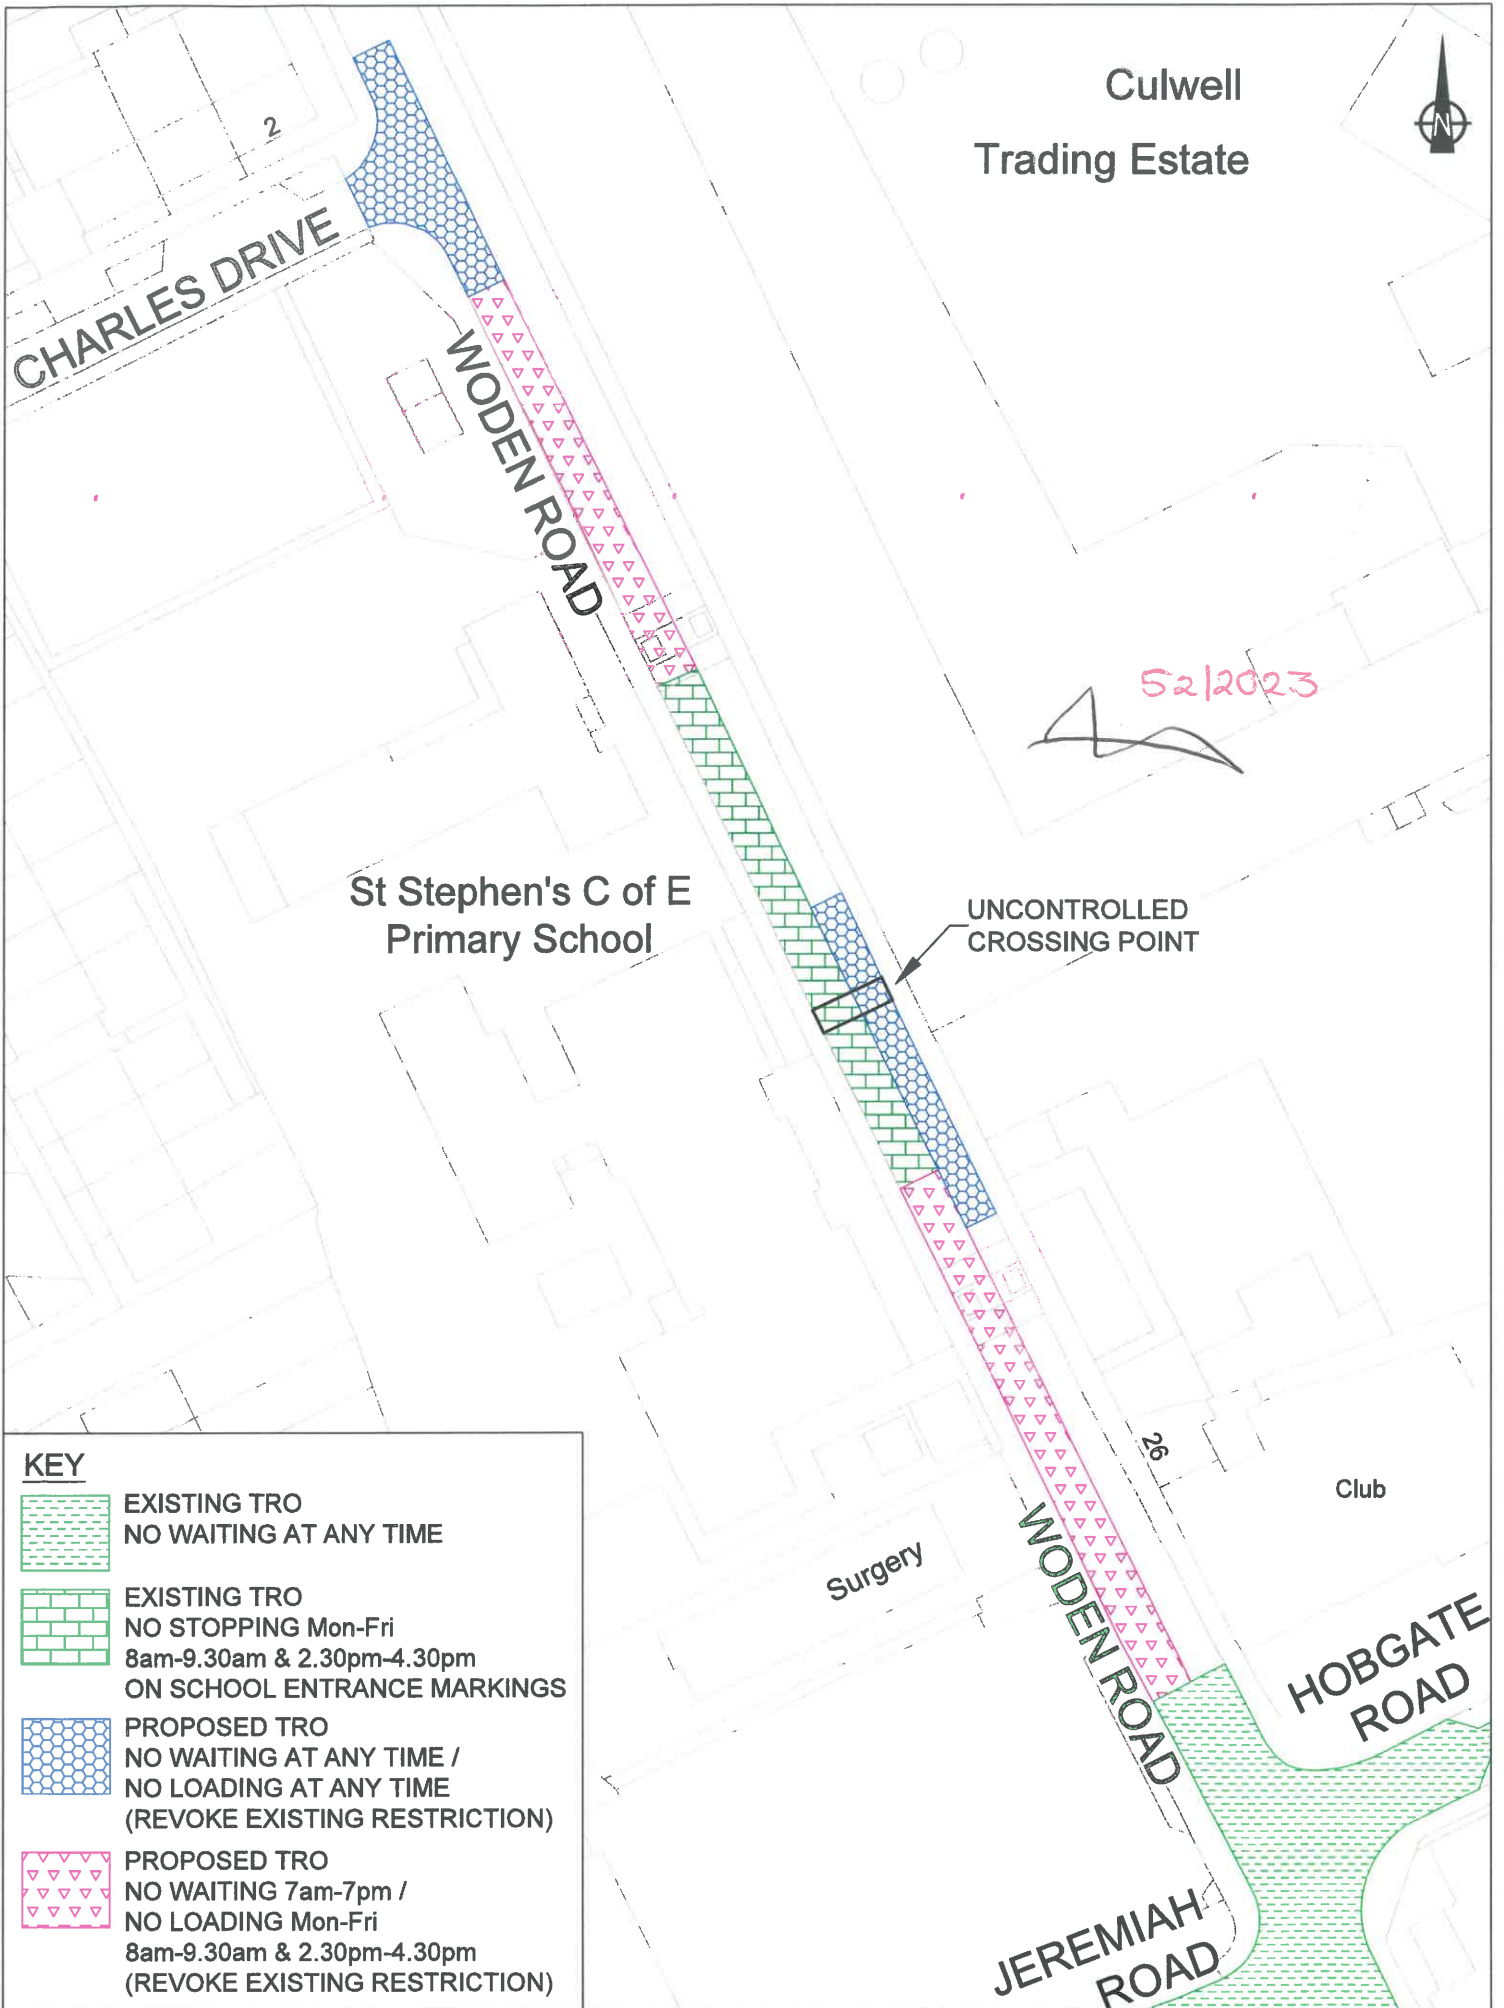 Culwell
Trading Estate
N
2
CHARLES DRIVE
WODEN ROAD
52/2023
St Stephen's C of E
Primary School
UNCONTROLLED
CROSSING POINT
26
Club
Surgery
WODEN ROAD
HOBGATE
ROAD
JEREMIAH
ROAD
KEY
EXISTING TRO
NO WAITING AT ANY TIME
EXISTING TRO
NO STOPPING Mon-Fri
8am-9.30am & 2.30pm-4.30pm
ON SCHOOL ENTRANCE MARKINGS
PROPOSED TRO
NO WAITING AT ANY TIME /
NO LOADING AT ANY TIME
(REVOKE EXISTING RESTRICTION)
PROPOSED TRO
NO WAITING 7am-7pm /
NO LOADING Mon-Fri
8am-9.30am & 2.30pm-4.30pm
(REVOKE EXISTING RESTRICTION)